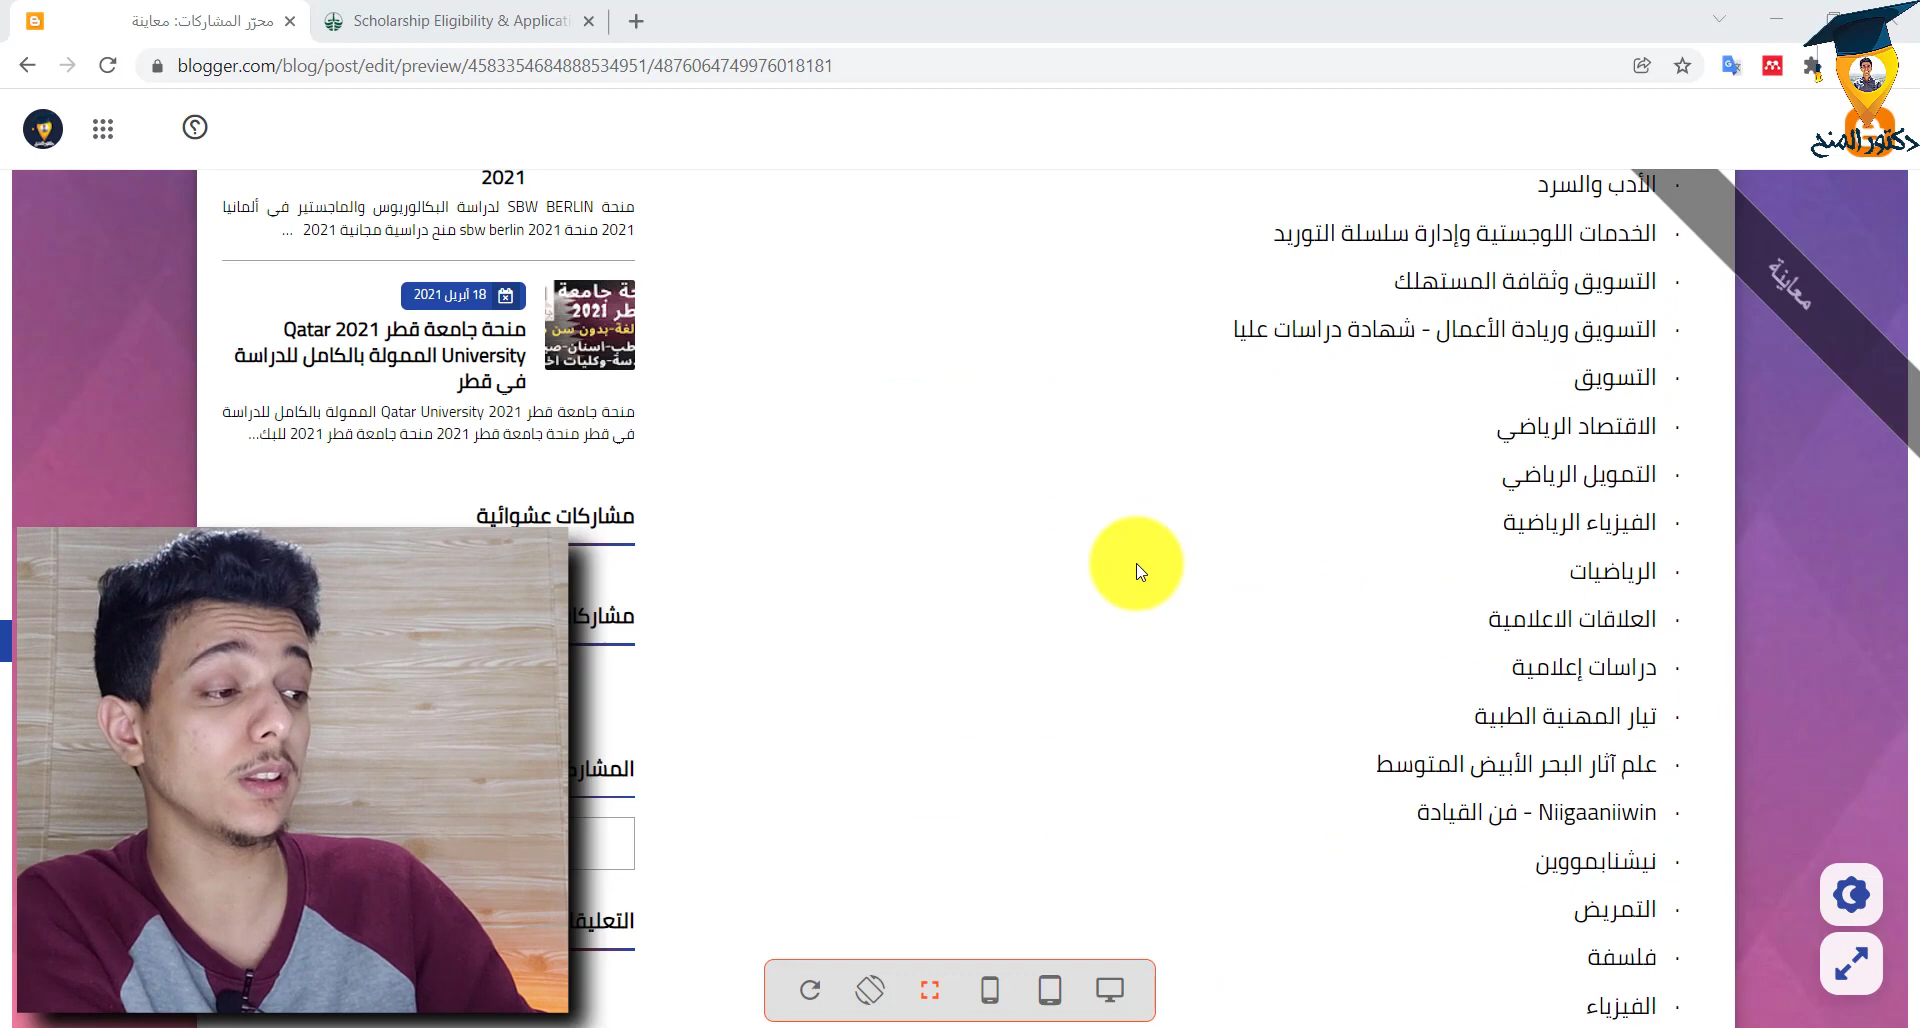 محرّر المشاركات: معاينة
Scholarship Eligibility & Applicati
blogger.com/blog/post/edit/preview/4583354684888534951/4876064749976018181
دكتور المنح
معاينة
2021
منحة SBW BERLIN لدراسة البكالوريوس والماجستير في ألمانيا
2021 منحة sbw berlin 2021 منح دراسية مجانية 2021 ...
18 أبريل 2021
منحة جامعة قطر 2021 Qatar
University الممولة بالكامل للدراسة
في قطر
منحة جامعة قطر 2021 Qatar University الممولة بالكامل للدراسة
في قطر منحة جامعة قطر 2021 منحة جامعة قطر 2021 للبك...
مشاركات عشوائية
الأدب والسرد
الخدمات اللوجستية وإدارة سلسلة التوريد
التسويق وثقافة المستهلك
التسويق وريادة الأعمال - شهادة دراسات عليا
التسويق
الاقتصاد الرياضي
التمويل الرياضي
الفيزياء الرياضية
الرياضيات
العلاقات الاعلامية
دراسات إعلامية
تيار المهنية الطبية
علم آثار البحر الأبيض المتوسط
Niigaaniiwin - فن القيادة
نيشنابمووين
التمريض
فلسفة
الفيزياء